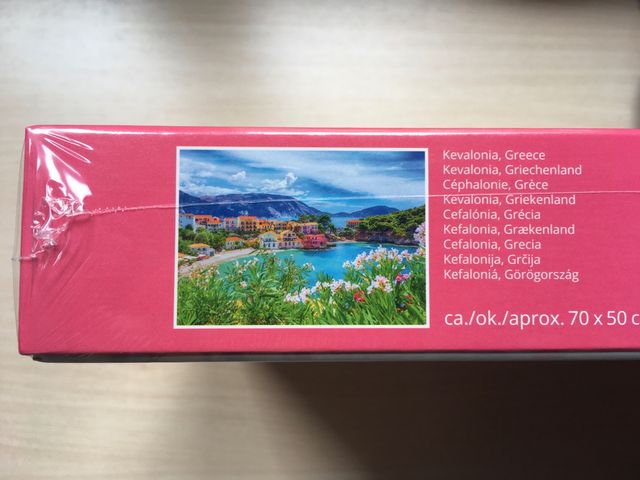 Kevalonia, Greece
Kevalonia, Griechenland
Céphalonie, Grèce
Kevalonia, Griekenland
Cefalónia, Grécia
Kefalonia, Grækenland
Cefalonia, Grecia
Kefalonija, Grčija
Kefaloniá, Görögország
ca./ok./aprox. 70 x 50 c